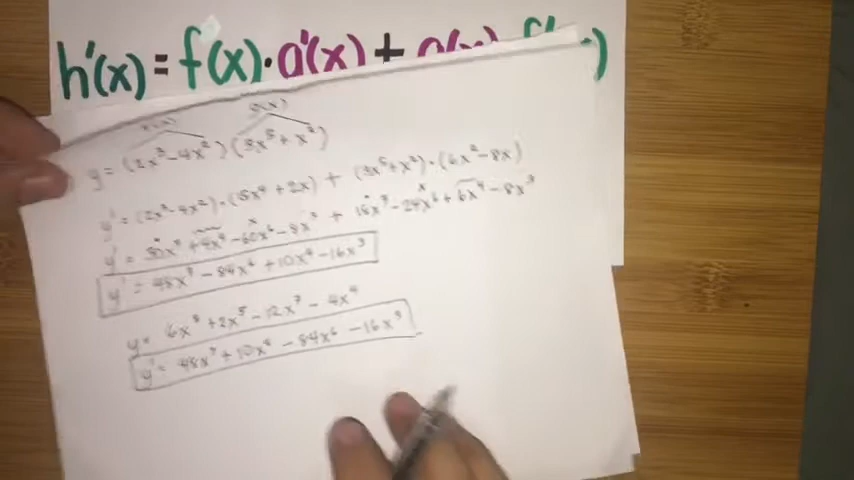 h'(x) = f(x) · g'(x) + g(x)
g(x)
y = (2x³ - 4x²)(3x⁵ + x²)
y' = (2x³ - 4x²) · (15x⁴ + 2x) + (3x⁵ + x²) · (6x² - 8x)
y' = 30x⁷ + 4x⁴ - 60x⁶ - 8x³ + 18x⁷ - 24x⁶ + 6x⁴ - 8x³
y' = 48x⁷ - 84x⁶ + 10x⁴ - 16x³
y = 6x⁸ + 2x⁵ - 12x⁷ - 4x⁴
y' = 48x⁷ + 10x⁴ - 84x⁶ - 16x³